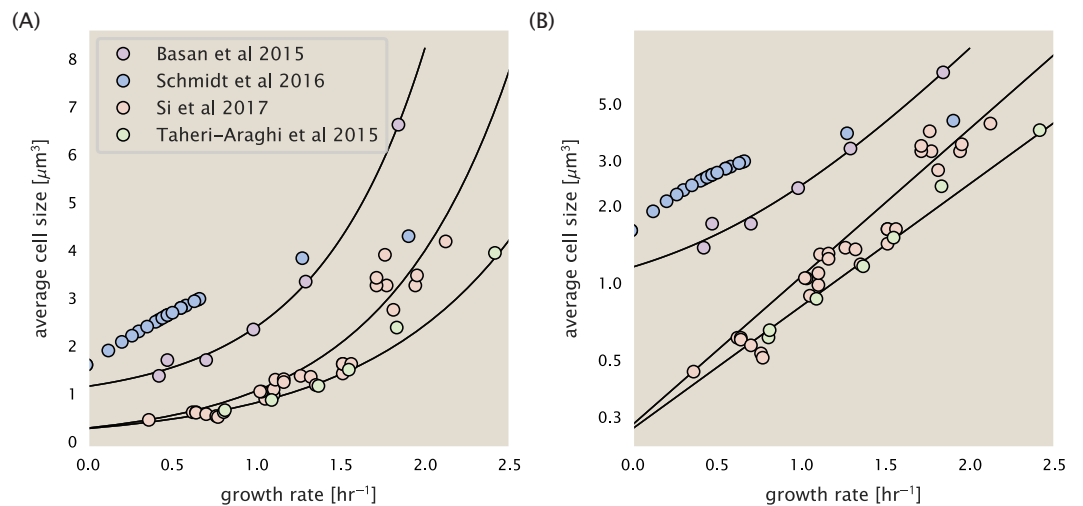 (A)
(B)
Basan et al 2015
Schmidt et al 2016
Si et al 2017
Taheri-Araghi et al 2015
8
7
6
5
4
3
2
1
0
average cell size [μm³]
0.0 0.5 1.0 1.5 2.0 2.5
growth rate [hr⁻¹]
5.0
3.0
2.0
1.0
0.5
0.3
average cell size [μm³]
0.0 0.5 1.0 1.5 2.0 2.5
growth rate [hr⁻¹]